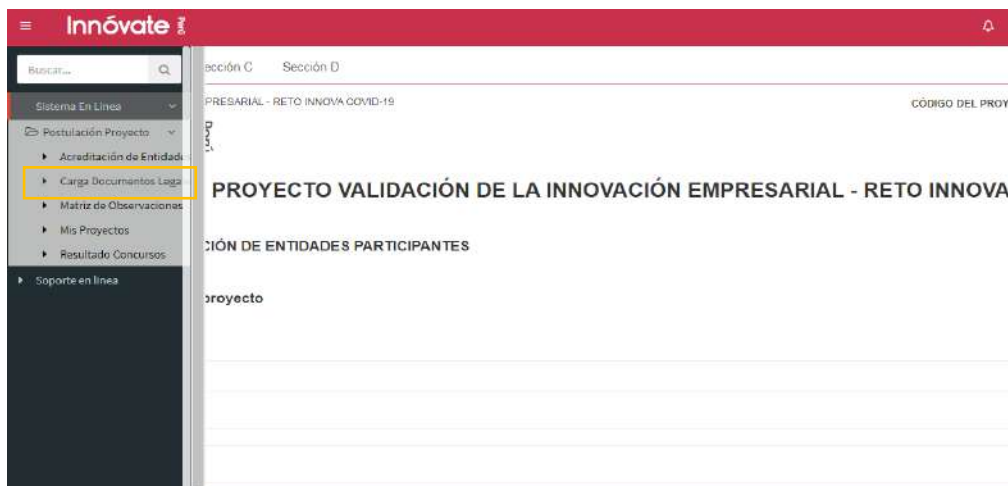 Innóvate Perú
Buscar...
Sistema En Linea
Postulación Proyecto
Acreditación de Entidades
Carga Documentos Lega
Matriz de Observaciones
Mis Proyectos
Resultado Concursos
Soporte en linea
ección C Sección D
PRESARIAL - RETO INNOVA COVID-19
CÓDIGO DEL PROY
PROYECTO VALIDACIÓN DE LA INNOVACIÓN EMPRESARIAL - RETO INNOVA
CIÓN DE ENTIDADES PARTICIPANTES
proyecto